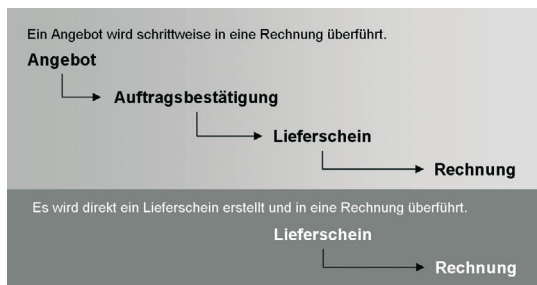 Ein Angebot wird schrittweise in eine Rechnung überführt.
Angebot
Auftragsbestätigung
Lieferschein
Rechnung
Es wird direkt ein Lieferschein erstellt und in eine Rechnung überführt.
Lieferschein
Rechnung